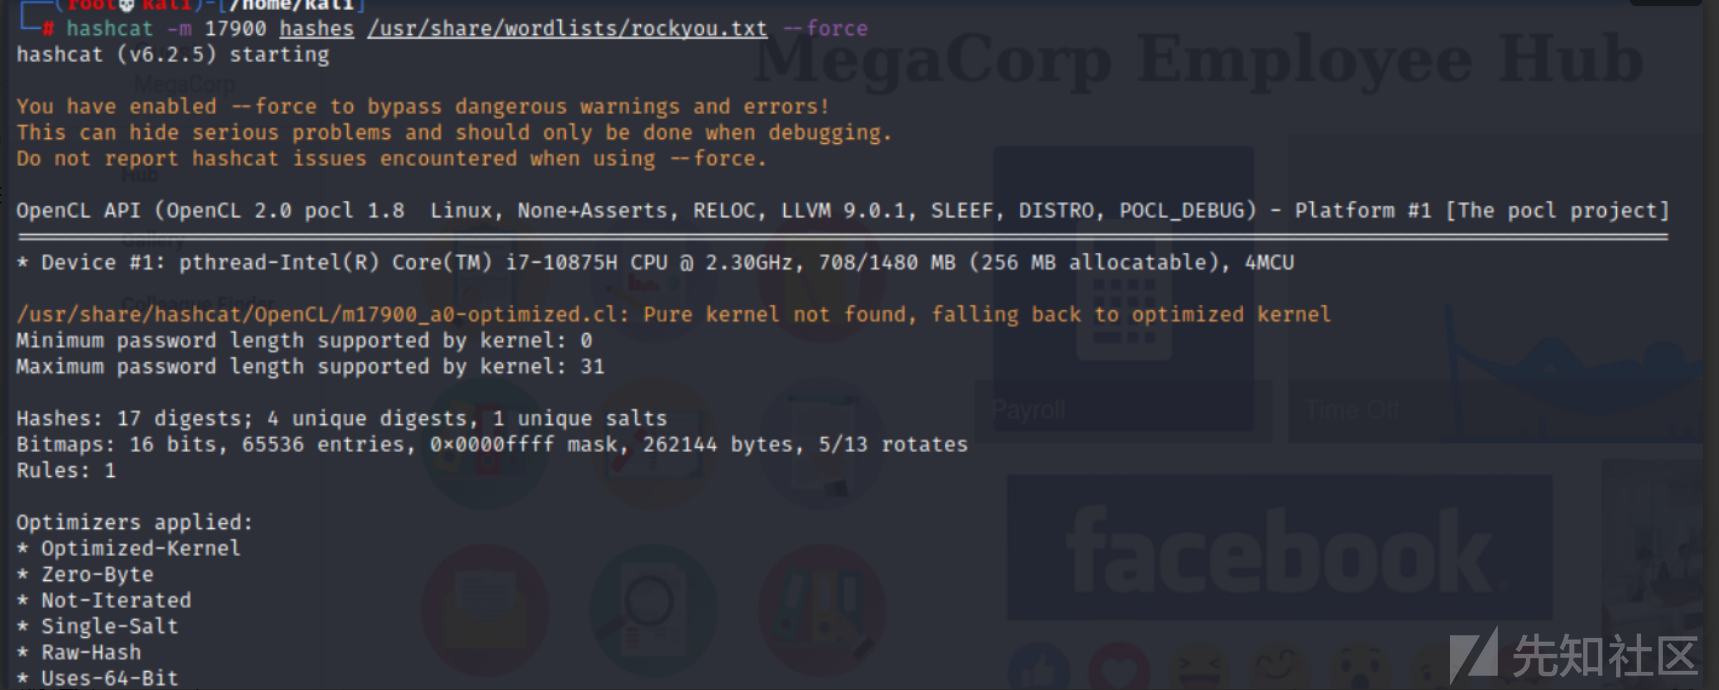 (root💀kali)-[/home/kali]
# hashcat -m 17900 hashes /usr/share/wordlists/rockyou.txt --force
hashcat (v6.2.5) starting
MegaCorp Employee Hub
MegaCorp
You have enabled --force to bypass dangerous warnings and errors!
This can hide serious problems and should only be done when debugging.
Do not report hashcat issues encountered when using --force.
Hub
OpenCL API (OpenCL 2.0 pocl 1.8  Linux, None+Asserts, RELOC, LLVM 9.0.1, SLEEF, DISTRO, POCL_DEBUG) - Platform #1 [The pocl project]
Gallery
* Device #1: pthread-Intel(R) Core(TM) i7-10875H CPU @ 2.30GHz, 708/1480 MB (256 MB allocatable), 4MCU
Colleague Finder
/usr/share/hashcat/OpenCL/m17900_a0-optimized.cl: Pure kernel not found, falling back to optimized kernel
Minimum password length supported by kernel: 0
Maximum password length supported by kernel: 31
Payroll
Time Off
Hashes: 17 digests; 4 unique digests, 1 unique salts
Bitmaps: 16 bits, 65536 entries, 0x0000ffff mask, 262144 bytes, 5/13 rotates
Rules: 1
Optimizers applied:
* Optimized-Kernel
* Zero-Byte
* Not-Iterated
* Single-Salt
* Raw-Hash
* Uses-64-Bit
facebook
先知社区